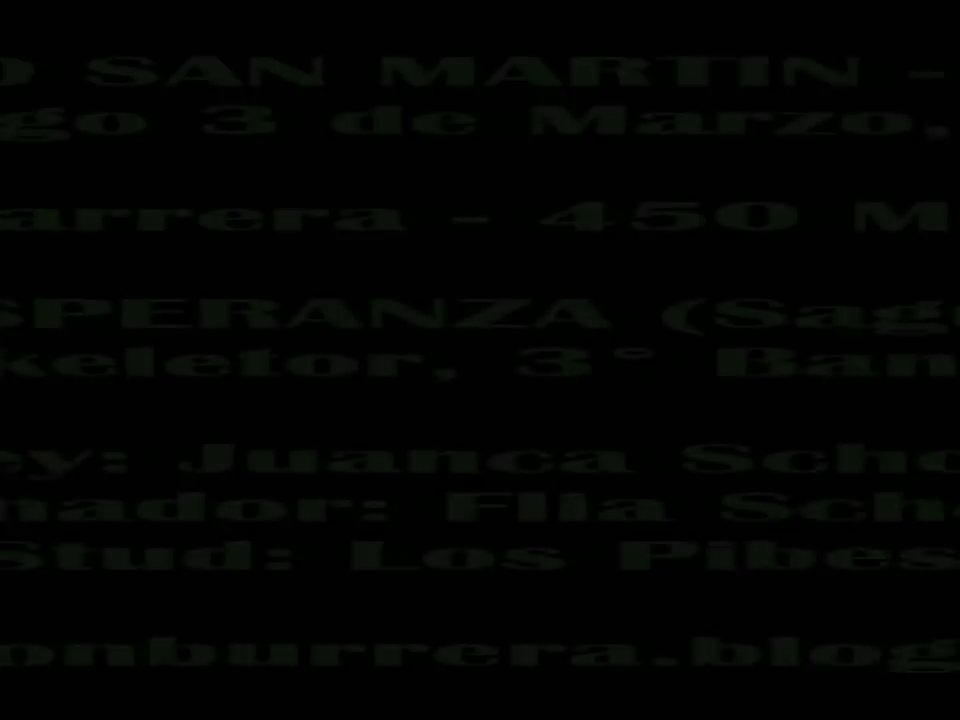 O SAN MARTIN -
go 3 de Marzo,
arrera - 450 M
SPERANZA (Sag
keletor, 3° Ban
ey: Juanca Sch
nador: Flia Sch
Stud: Los Pibes
onburrera.blog